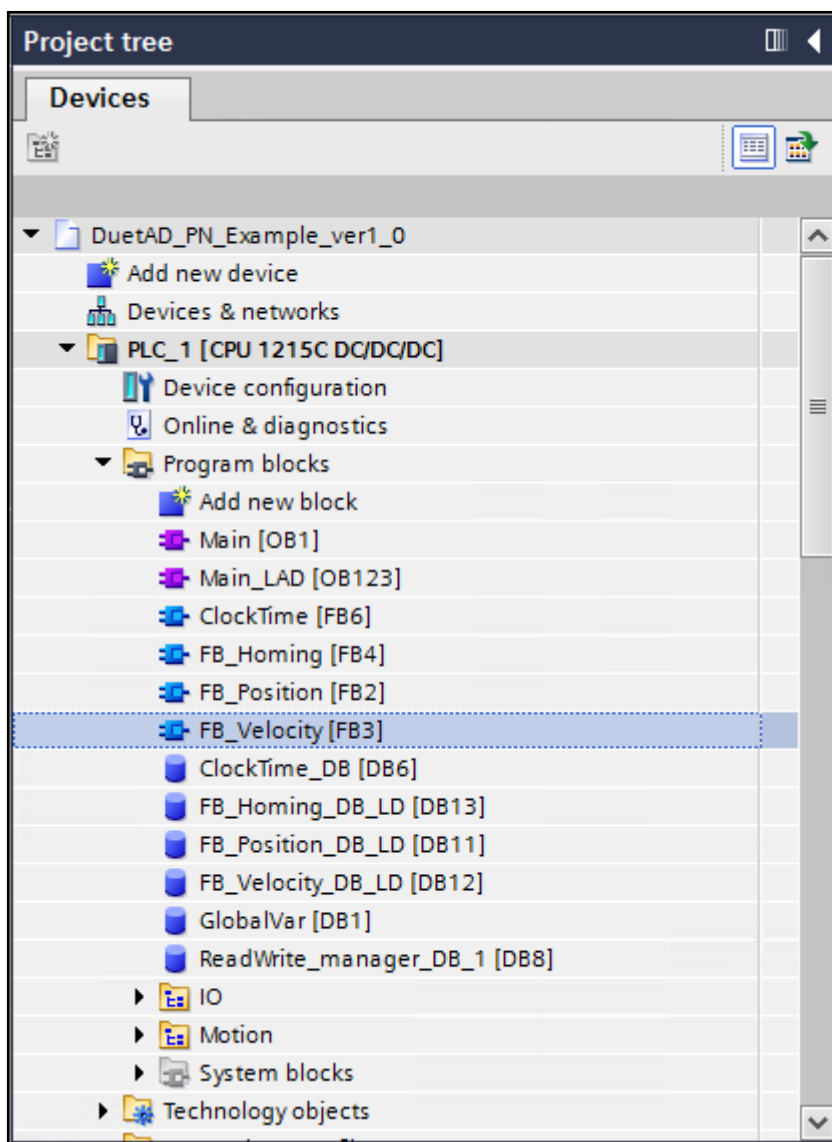 Project tree
Devices
DuetAD_PN_Example_ver1_0
Add new device
Devices & networks
PLC_1 [CPU 1215C DC/DC/DC]
Device configuration
Online & diagnostics
Program blocks
Add new block
Main [OB1]
Main_LAD [OB123]
ClockTime [FB6]
FB_Homing [FB4]
FB_Position [FB2]
FB_Velocity [FB3]
ClockTime_DB [DB6]
FB_Homing_DB_LD [DB13]
FB_Position_DB_LD [DB11]
FB_Velocity_DB_LD [DB12]
GlobalVar [DB1]
ReadWrite_manager_DB_1 [DB8]
IO
Motion
System blocks
Technology objects